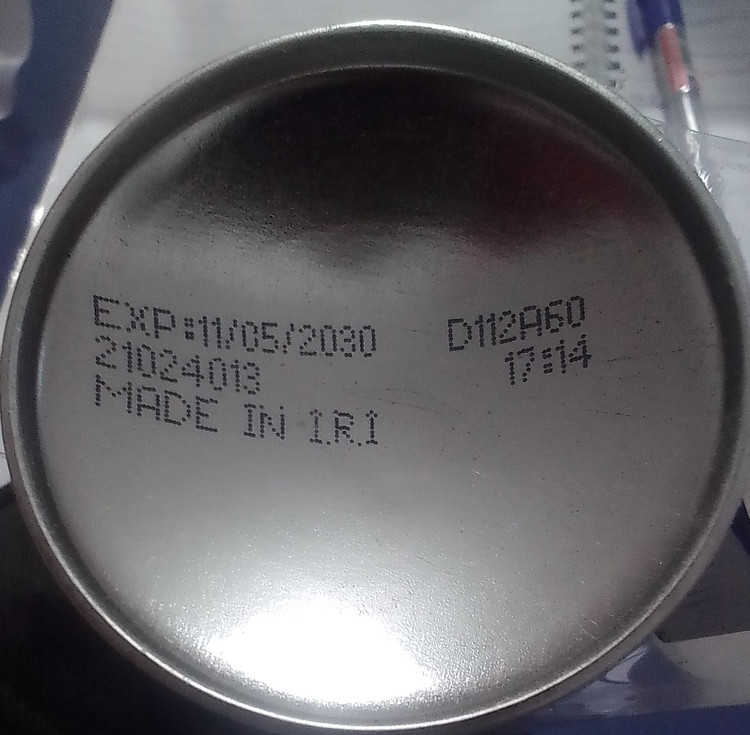 EXP:11/05/2030 D112A60
21024013 17:14
MADE IN I.R.I